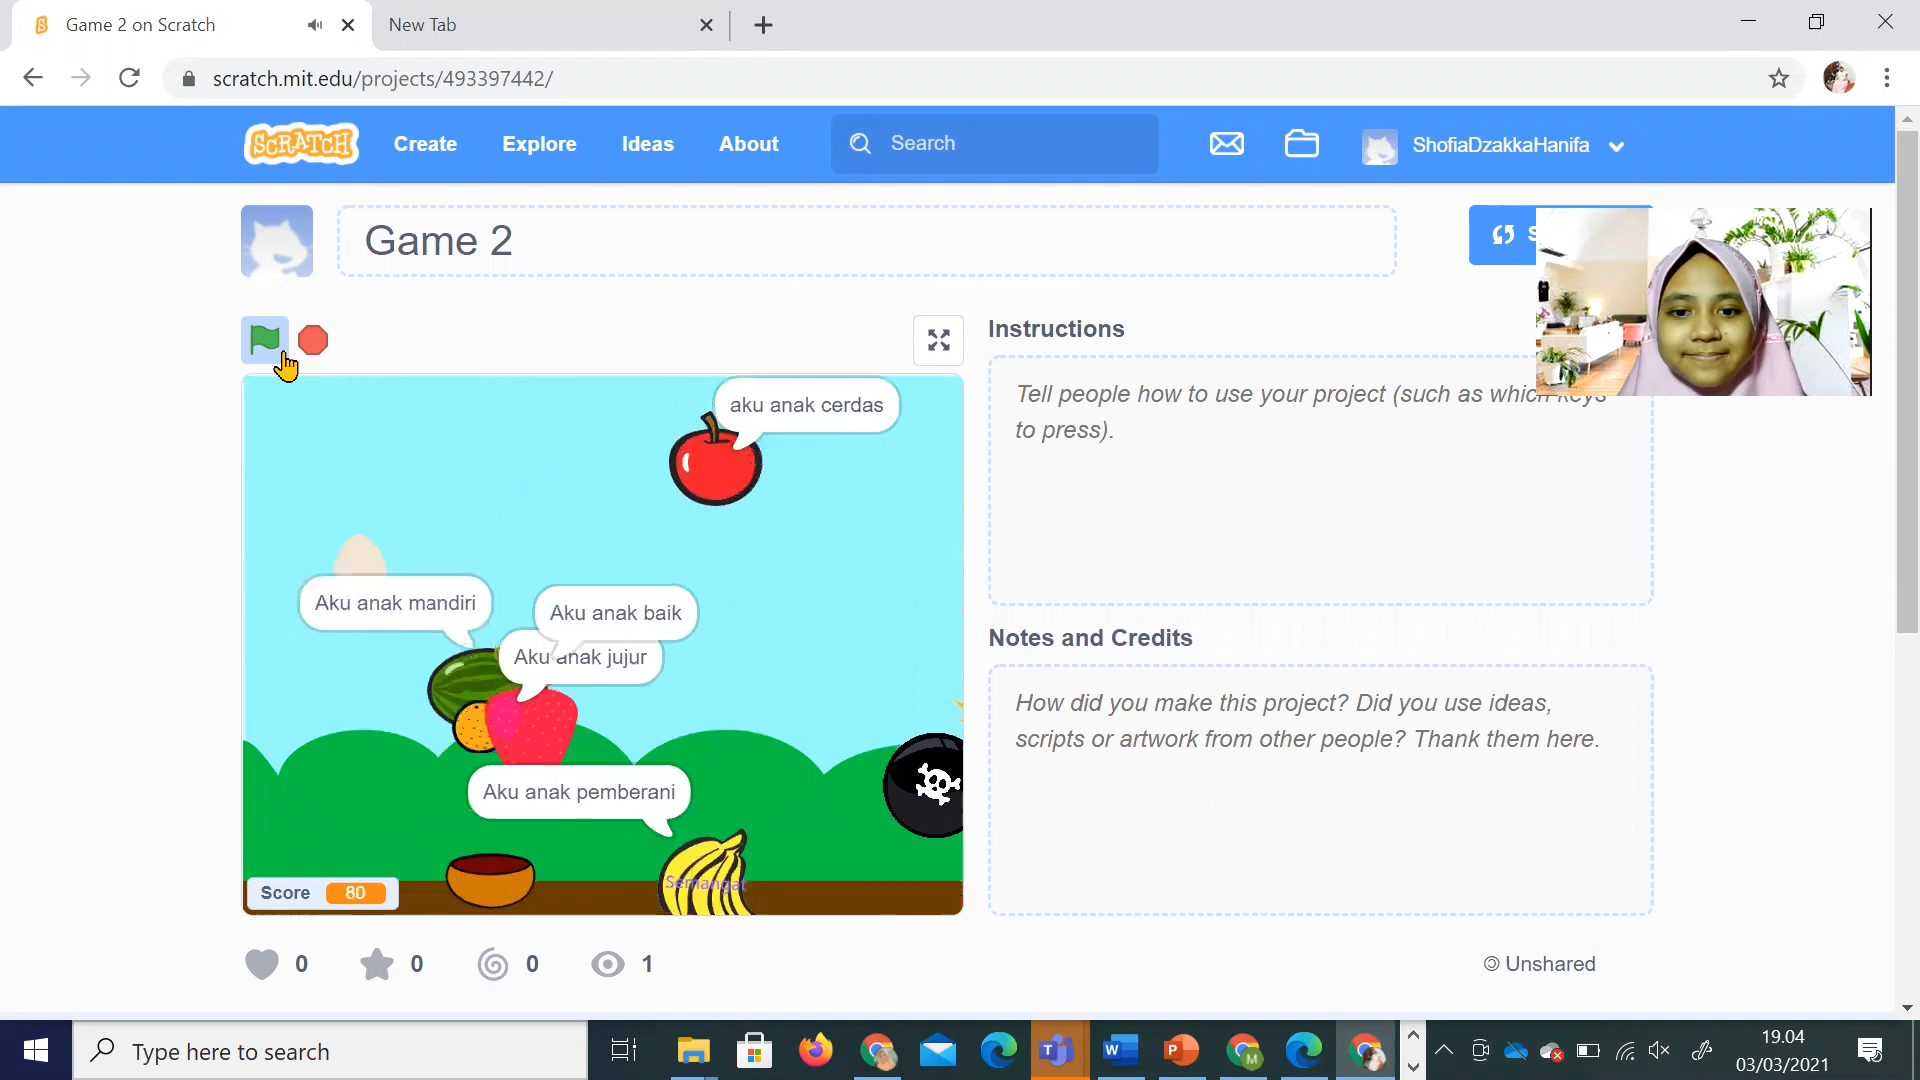 Game 2 on Scratch
New Tab
scratch.mit.edu/projects/493397442/
SCRATCH
Create
Explore
Ideas
About
Search
ShofiaDzakkaHanifa
Game 2
Instructions
Tell people how to use your project (such as which keys
to press).
aku anak cerdas
Aku anak mandiri
Aku anak baik
Aku anak jujur
Aku anak pemberani
Semangat
Score 80
Notes and Credits
How did you make this project? Did you use ideas,
scripts or artwork from other people? Thank them here.
0
0
0
1
Unshared
Type here to search
19.04
03/03/2021